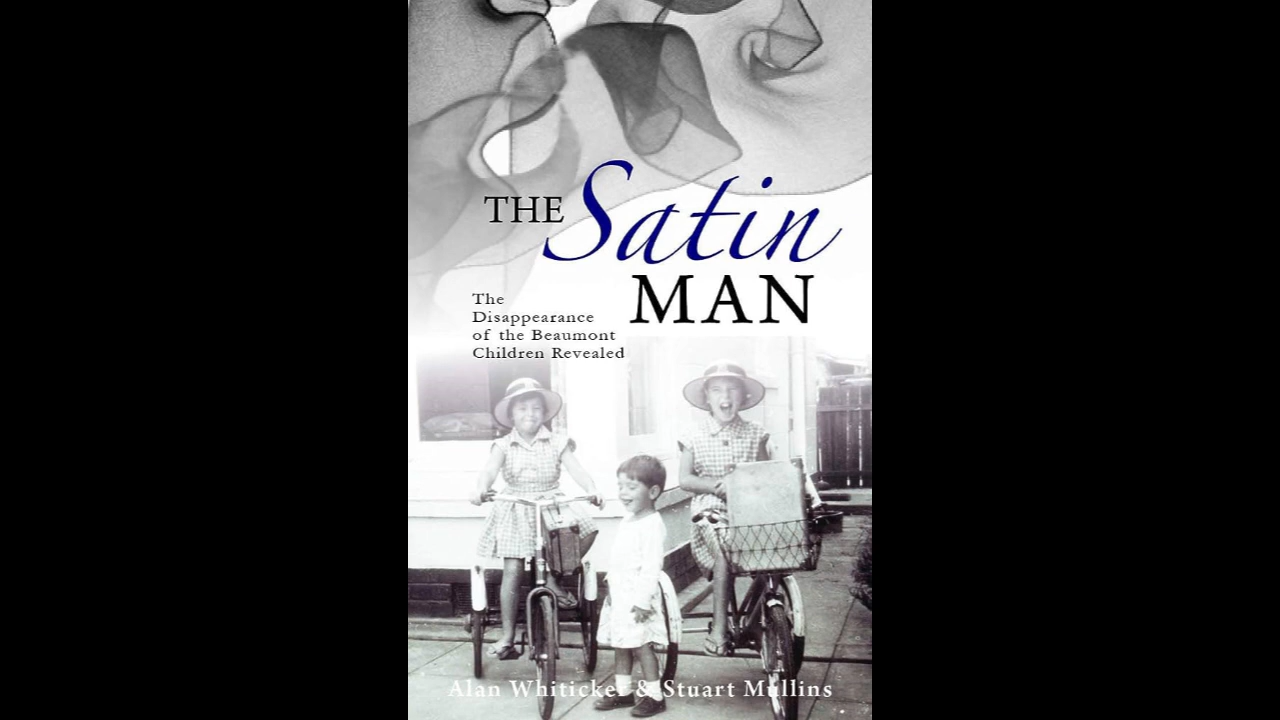 THE Satin
MAN
The
Disappearance
of the Beaumont
Children Revealed
Alan Whiticker & Stuart Mullins